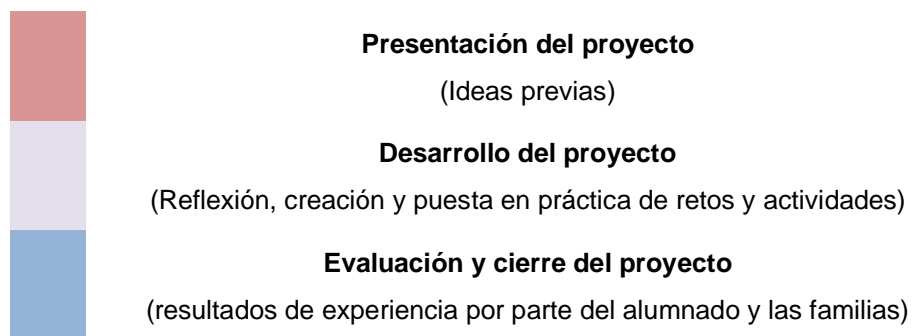 Presentación del proyecto
(Ideas previas)
Desarrollo del proyecto
(Reflexión, creación y puesta en práctica de retos y actividades)
Evaluación y cierre del proyecto
(resultados de experiencia por parte del alumnado y las familias)